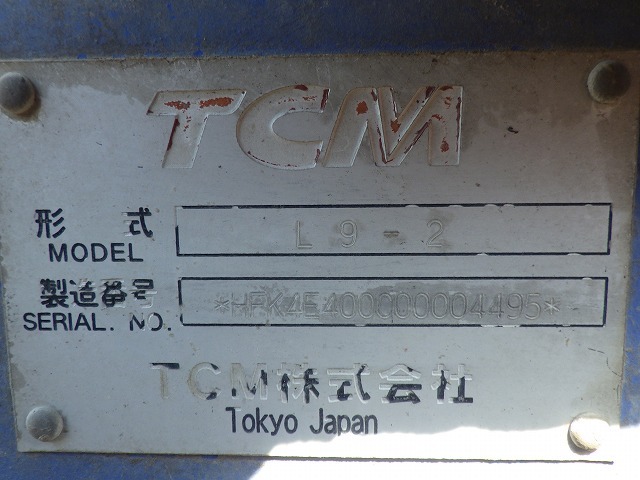 TCM
形式 L9-2
MODEL
製造番号 *HFK4E400000004495*
SERIAL. NO.
TCM株式会社
Tokyo Japan